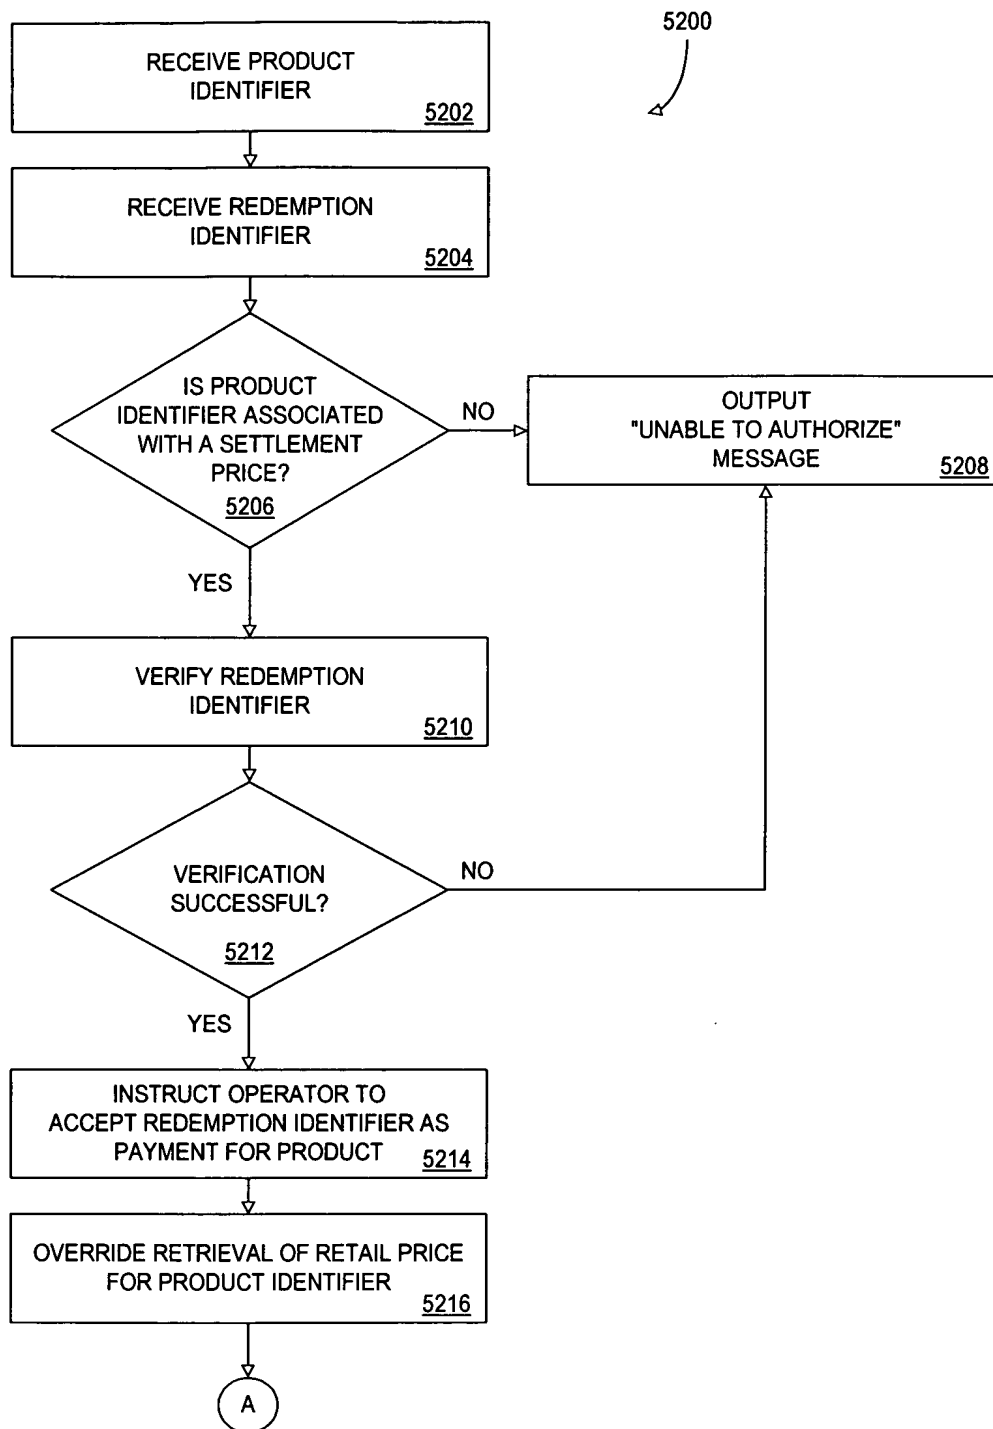 5200
RECEIVE PRODUCT
IDENTIFIER
5202
RECEIVE REDEMPTION
IDENTIFIER
5204
IS PRODUCT
IDENTIFIER ASSOCIATED
WITH A SETTLEMENT
PRICE?
5206
NO
OUTPUT
"UNABLE TO AUTHORIZE"
MESSAGE
5208
YES
VERIFY REDEMPTION
IDENTIFIER
5210
VERIFICATION
SUCCESSFUL?
5212
NO
YES
INSTRUCT OPERATOR TO
ACCEPT REDEMPTION IDENTIFIER AS
PAYMENT FOR PRODUCT
5214
OVERRIDE RETRIEVAL OF RETAIL PRICE
FOR PRODUCT IDENTIFIER
5216
A